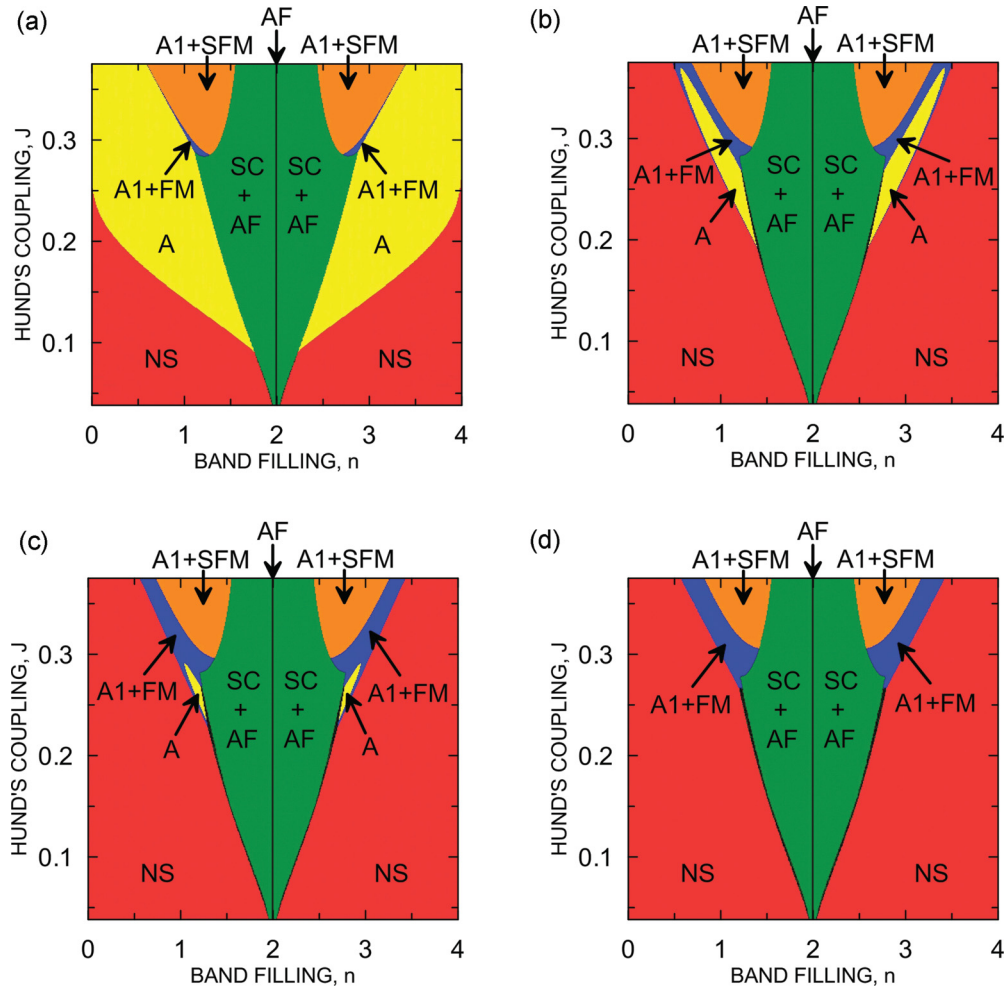 (a)
AF
A1+SFM A1+SFM
HUND'S COUPLING, J
0.3
0.2
0.1
A1+FM A1+FM
SC SC
+ +
AF AF
A A
NS NS
0 1 2 3 4
BAND FILLING, n
(b)
AF
A1+SFM A1+SFM
HUND'S COUPLING, J
0.3
0.2
0.1
A1+FM A1+FM
SC SC
+ +
AF AF
A A
NS NS
0 1 2 3 4
BAND FILLING, n
(c)
AF
A1+SFM A1+SFM
HUND'S COUPLING, J
0.3
0.2
0.1
A1+FM A1+FM
SC SC
+ +
AF AF
A A
NS NS
0 1 2 3 4
BAND FILLING, n
(d)
AF
A1+SFM A1+SFM
HUND'S COUPLING, J
0.3
0.2
0.1
A1+FM A1+FM
SC SC
+ +
AF AF
NS NS
0 1 2 3 4
BAND FILLING, n